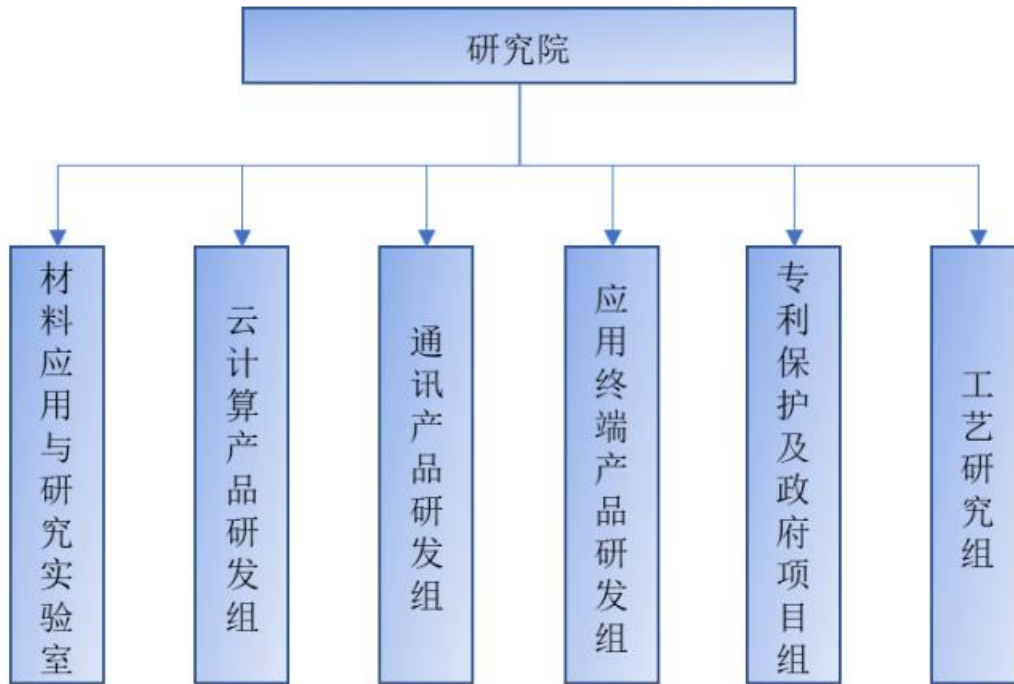 研究院
材料应用与研究实验室
云计算产品研发组
通讯产品研发组
应用终端产品研发组
专利保护及政府项目组
工艺研究组